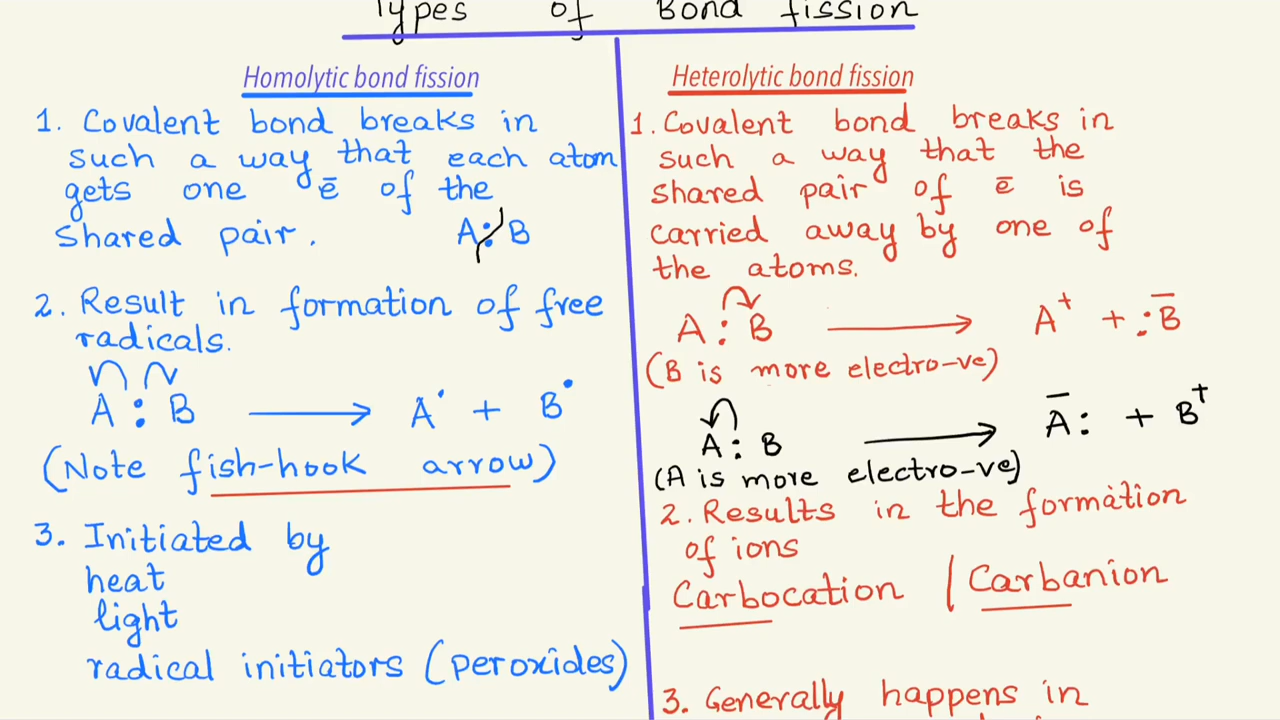 Types of Bond fission
Homolytic bond fission
1. Covalent bond breaks in
such a way that each atom
gets one ē of the
shared pair. A:B
2. Result in formation of free
radicals.
A : B ⟶ A• + B•
(Note fish-hook arrow)
3. Initiated by
heat
light
radical initiators (peroxides)
Heterolytic bond fission
1. Covalent bond breaks in
such a way that the
shared pair of ē is
carried away by one of
the atoms.
A : B ⟶ A⁺ + :B̄
(B is more electro-ve)
A : B ⟶ Ā: + B⁺
(A is more electro-ve)
2. Results in the formation
of ions
Carbocation / Carbanion
3. Generally happens in